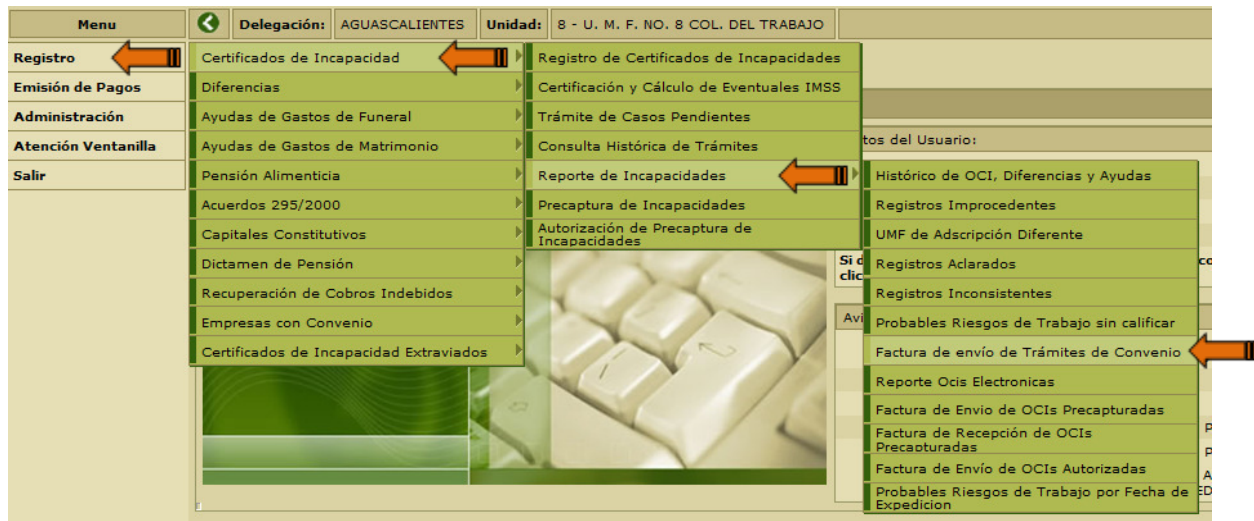 Menu
Delegación: AGUASCALIENTES Unidad: 8 - U. M. F. NO. 8 COL. DEL TRABAJO
Registro
Emisión de Pagos
Administración
Atención Ventanilla
Salir
Certificados de Incapacidad
Diferencias
Ayudas de Gastos de Funeral
Ayudas de Gastos de Matrimonio
Pensión Alimenticia
Acuerdos 295/2000
Capitales Constitutivos
Dictamen de Pensión
Recuperación de Cobros Indebidos
Empresas con Convenio
Certificados de Incapacidad Extraviados
Registro de Certificados de Incapacidades
Certificación y Cálculo de Eventuales IMSS
Trámite de Casos Pendientes
Consulta Histórica de Trámites
Reporte de Incapacidades
Precaptura de Incapacidades
Autorización de Precaptura de
Incapacidades
tos del Usuario:
Si d
clic
co
Avi
Histórico de OCI, Diferencias y Ayudas
Registros Improcedentes
UMF de Adscripción Diferente
Registros Aclarados
Registros Inconsistentes
Probables Riesgos de Trabajo sin calificar
Factura de envío de Trámites de Convenio
Reporte Ocis Electronicas
Factura de Envio de OCIs Precapturadas
Factura de Recepción de OCIs
Precapturadas
Factura de Envío de OCIs Autorizadas
Probables Riesgos de Trabajo por Fecha de
Expedicion
P
P
A
ED